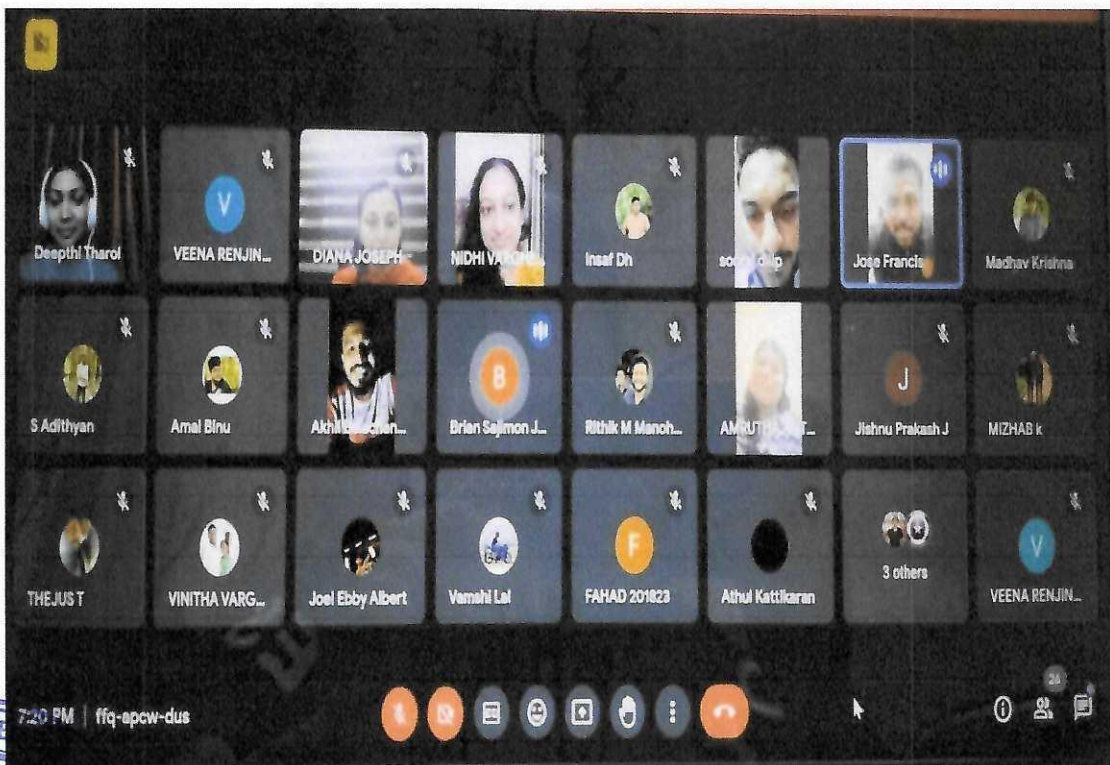 Deepthi Tharol
VEENA RENJIN...
DIANA JOSEPH
NIDHI
Insaf Dh
Jose Francis
Madhav Krishna
S Adithyan
Amal Binu
Brian Sajimon J...
Rithik M Manoh...
Jishnu Prakash J
MIZHAB k
THEJUS T
VINITHA VARG...
Joel Ebby Albert
Vamshi Lal
FAHAD 201823
Athul Kattikaran
3 others
VEENA RENJIN...
7:20 PM | ffq-apcw-dus
V
B
J
F
V